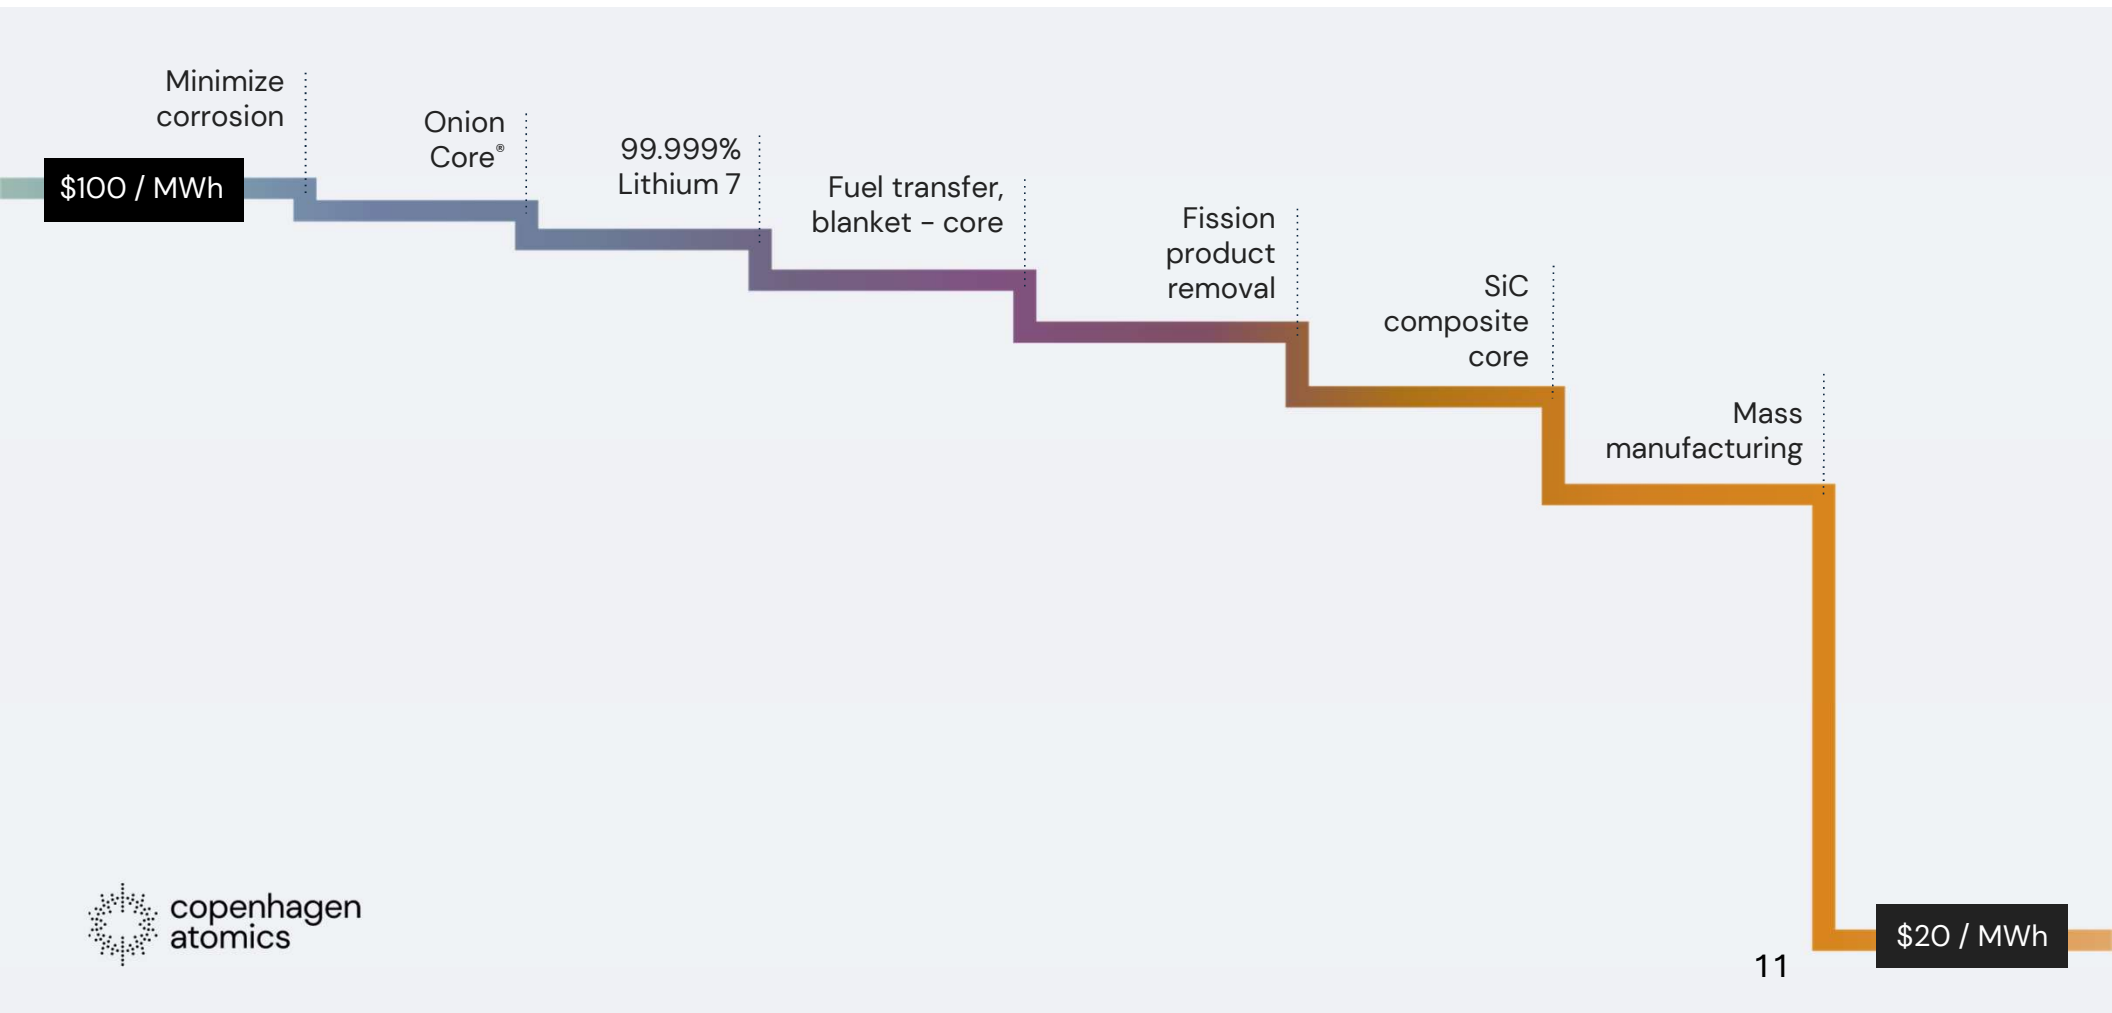 Minimize
corrosion
$100 / MWh
Onion
Core®
99.999%
Lithium 7
Fuel transfer,
blanket – core
Fission
product
removal
SiC
composite
core
Mass
manufacturing
$20 / MWh
copenhagen
atomics
11